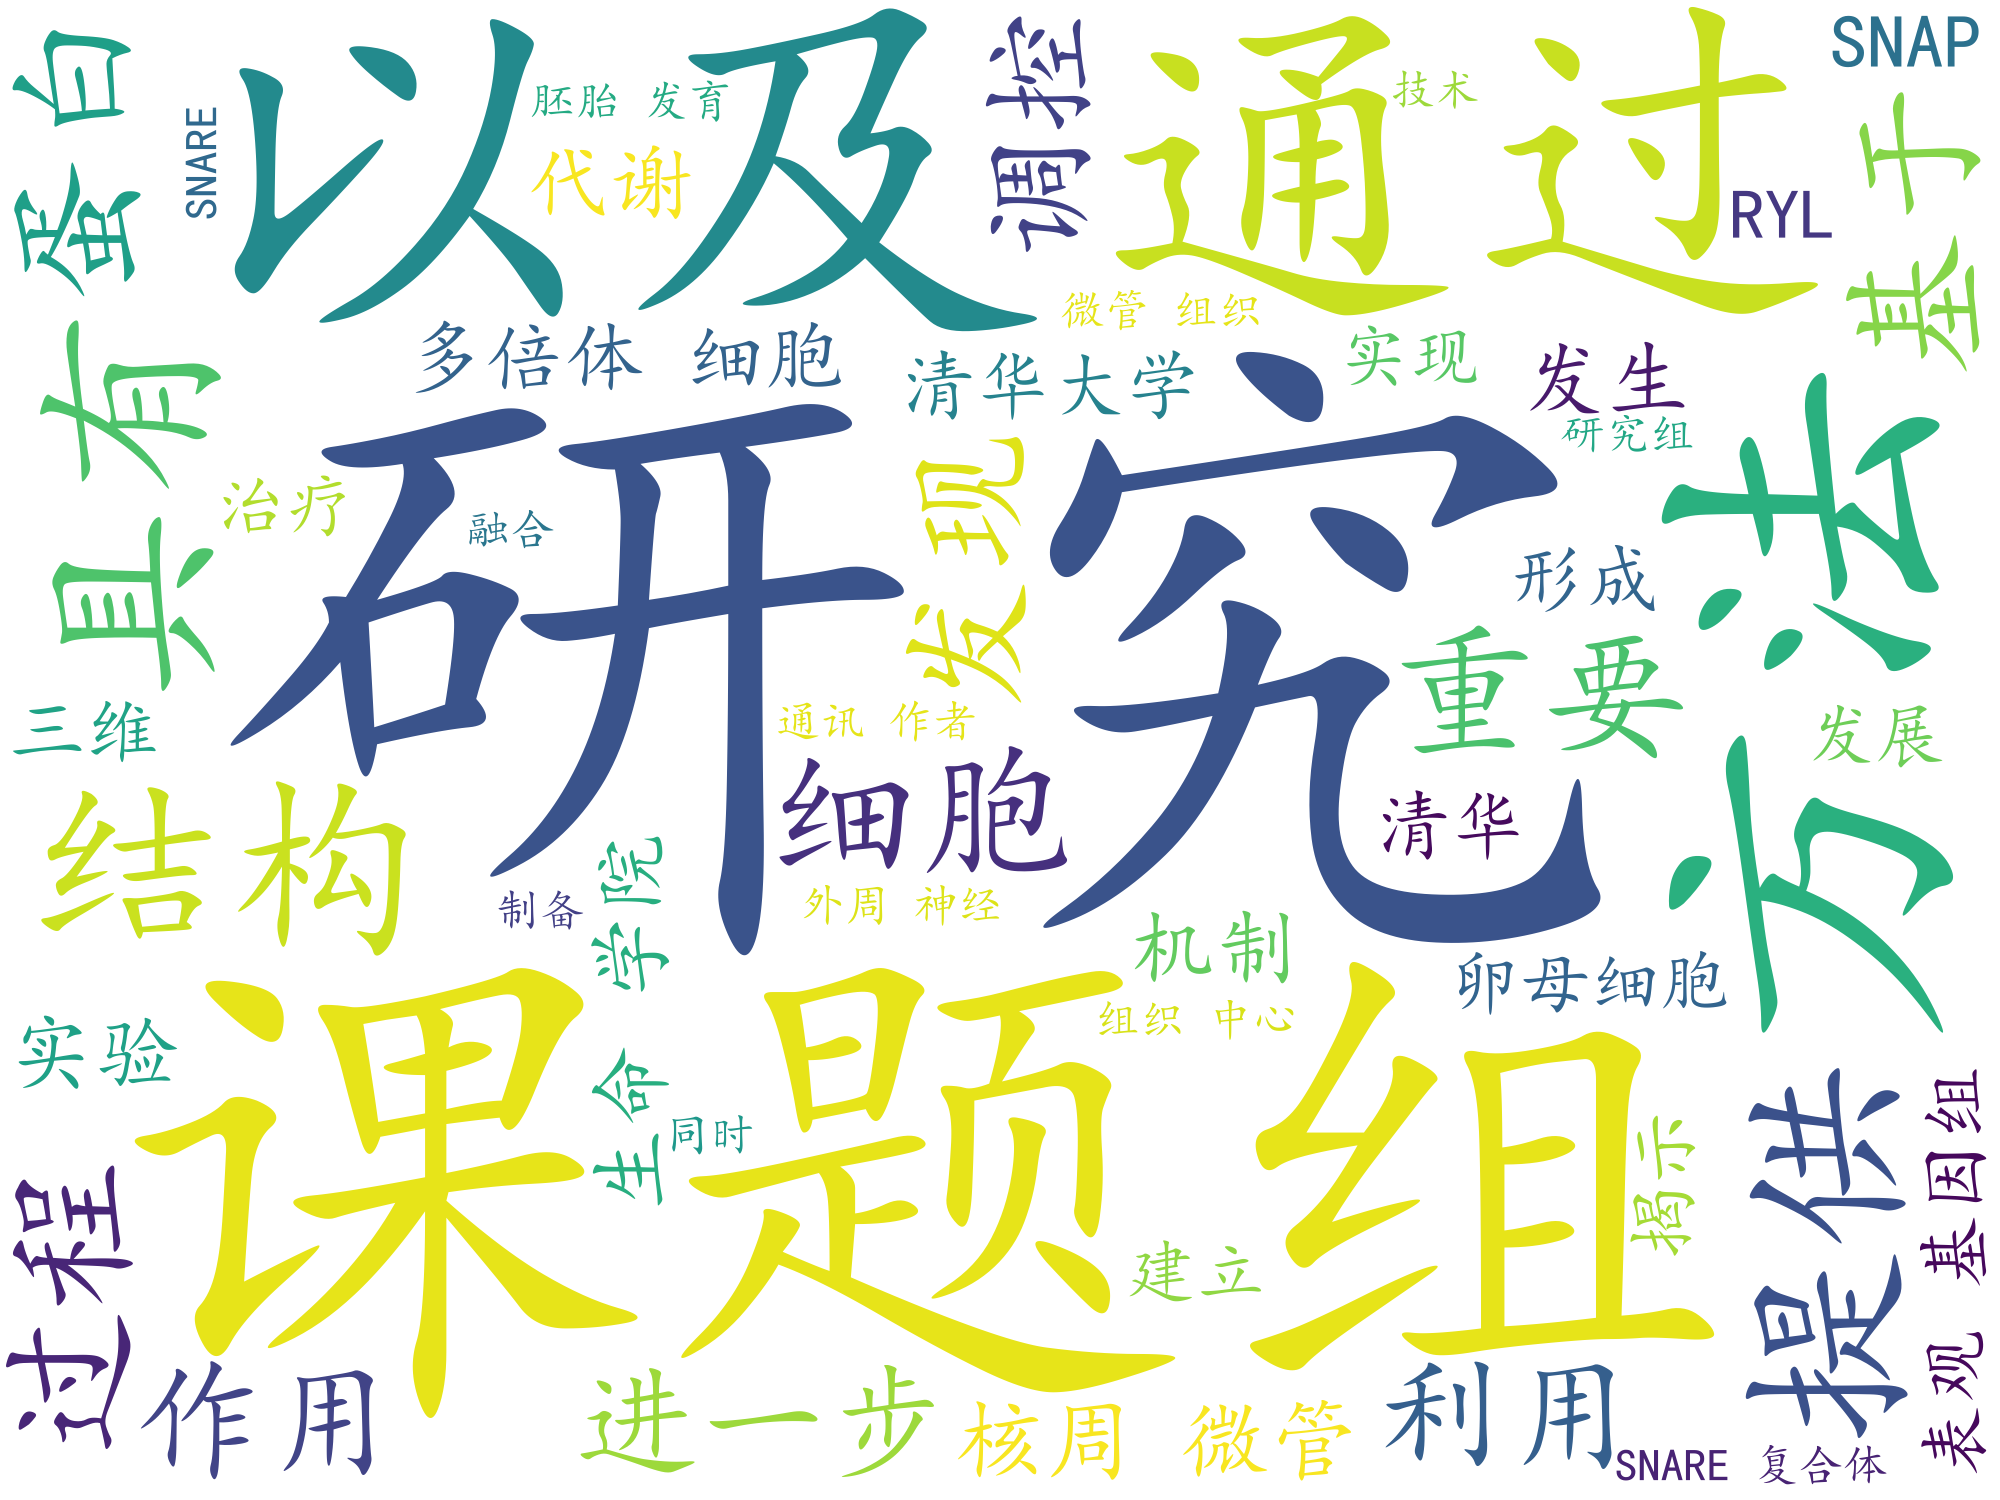 蛋白
SNARE
以及
胚胎 发育
代谢
调控
通过
技术
SNAP
RYL
基于
具有
多倍体 细胞
清华大学
微管 组织
实现
发生
研究组
治疗
融合
研究
发现
形成
方法
重要
三维
通讯 作者
发展
结构
细胞
清华
制备
外周 神经
生命 学院
机制
卵母细胞
组织 中心
实验
课题组
同时
建立
揭示
提供
表观 基因组
过程
作用
进一步
核周 微管
利用
SNARE 复合体